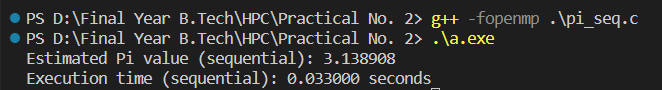 PS D:\Final Year B.Tech\HPC\Practical No. 2> g++ -fopenmp .\pi_seq.c
PS D:\Final Year B.Tech\HPC\Practical No. 2> .\a.exe
Estimated Pi value (sequential): 3.138908
Execution time (sequential): 0.033000 seconds